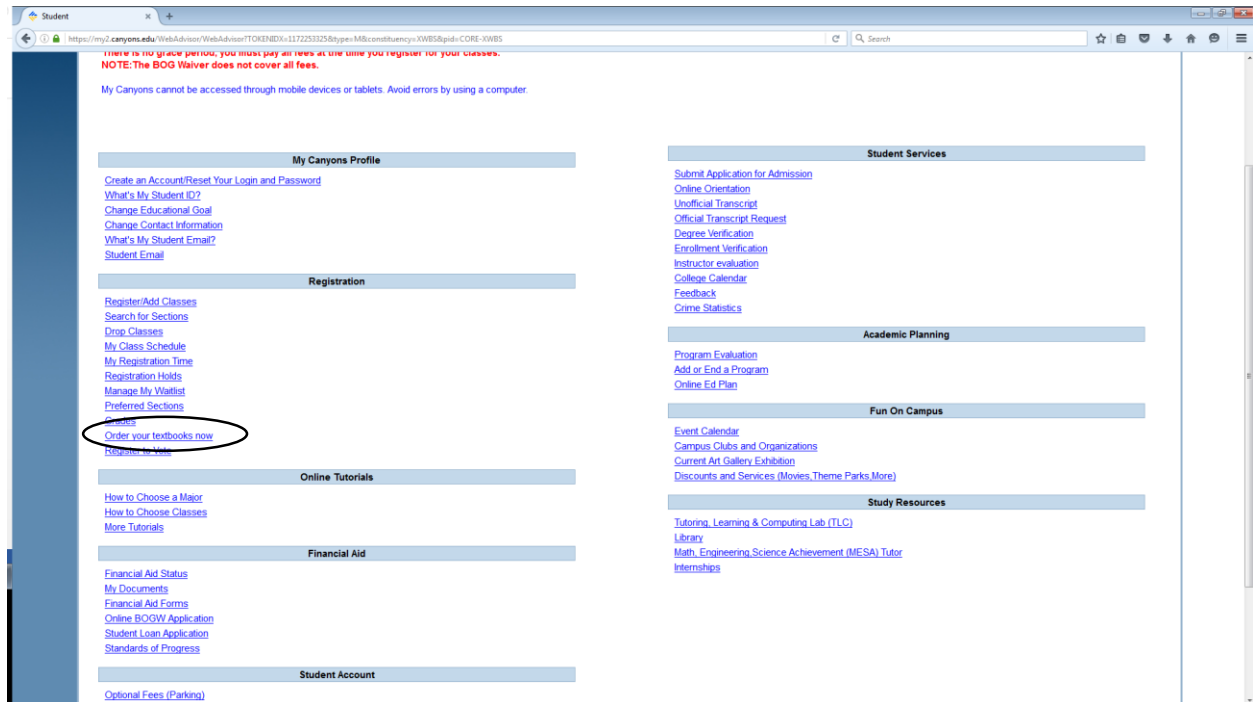 Student
https://my2.canyons.edu/WebAdvisor/WebAdvisor?TOKENIDX=1172253325&type=M&constituency=XWBS&pid=CORE-XWBS
Search
There is no grace period, you must pay all fees at the time you register for your classes.
NOTE:The BOG Waiver does not cover all fees.
My Canyons cannot be accessed through mobile devices or tablets. Avoid errors by using a computer.
My Canyons Profile
Create an Account/Reset Your Login and Password
What's My Student ID?
Change Educational Goal
Change Contact Information
What's My Student Email?
Student Email
Registration
Register/Add Classes
Search for Sections
Drop Classes
My Class Schedule
My Registration Time
Registration Holds
Manage My Waitlist
Preferred Sections
Grades
Order your textbooks now
Register to Vote
Online Tutorials
How to Choose a Major
How to Choose Classes
More Tutorials
Financial Aid
Financial Aid Status
My Documents
Financial Aid Forms
Online BOGW Application
Student Loan Application
Standards of Progress
Student Account
Optional Fees (Parking)
Student Services
Submit Application for Admission
Online Orientation
Unofficial Transcript
Official Transcript Request
Degree Verification
Enrollment Verification
Instructor evaluation
College Calendar
Feedback
Crime Statistics
Academic Planning
Program Evaluation
Add or End a Program
Online Ed Plan
Fun On Campus
Event Calendar
Campus Clubs and Organizations
Current Art Gallery Exhibition
Discounts and Services (Movies,Theme Parks,More)
Study Resources
Tutoring, Learning & Computing Lab (TLC)
Library
Math, Engineering,Science Achievement (MESA) Tutor
Internships